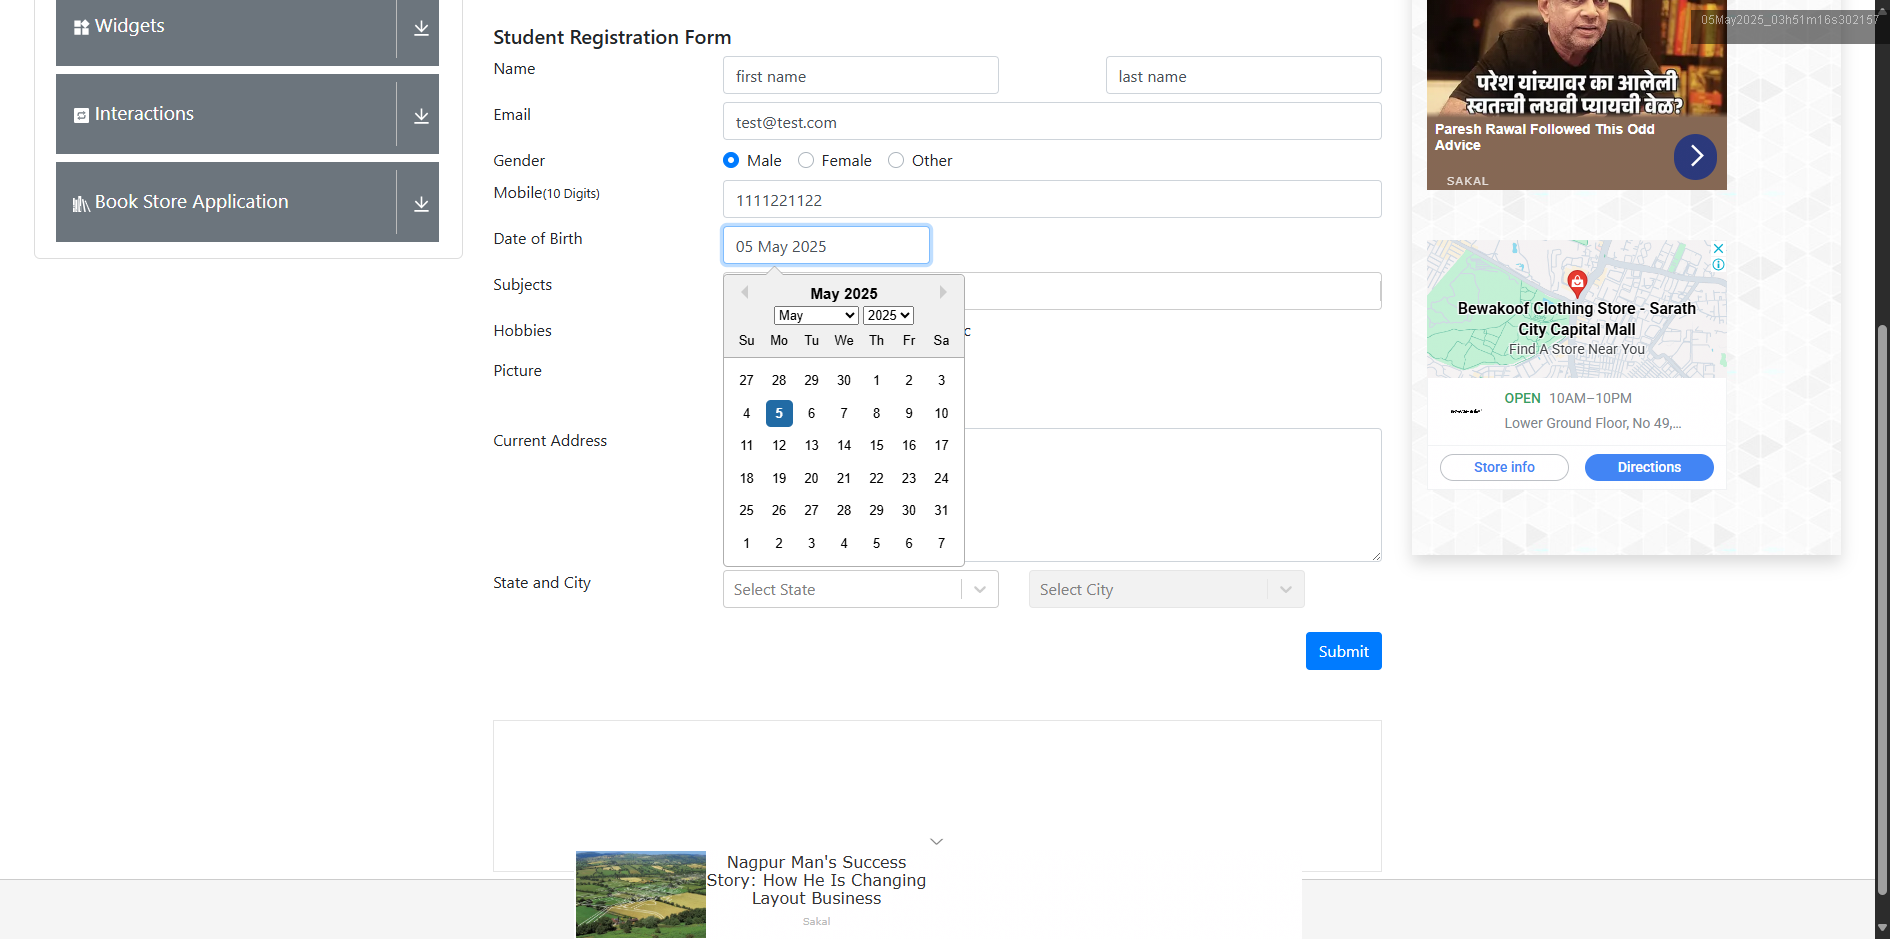 Widgets
Interactions
Book Store Application
Student Registration Form
Name
first name
last name
Email
test@test.com
Gender
Male
Female
Other
Mobile(10 Digits)
1111221122
Date of Birth
05 May 2025
May 2025
May
2025
Su Mo Tu We Th Fr Sa
27 28 29 30 1 2 3
4 5 6 7 8 9 10
11 12 13 14 15 16 17
18 19 20 21 22 23 24
25 26 27 28 29 30 31
1 2 3 4 5 6 7
Subjects
Hobbies
c
Picture
Current Address
State and City
Select State
Select City
Submit
05May2025_03h51m16s302157
परेश यांच्यावर का आलेली
स्वतःची लघवी प्यायची वेळ?
Paresh Rawal Followed This Odd
Advice
SAKAL
Bewakoof Clothing Store - Sarath
City Capital Mall
Find A Store Near You
OPEN 10AM–10PM
Lower Ground Floor, No 49,...
Store info
Directions
Nagpur Man's Success
Story: How He Is Changing
Layout Business
Sakal